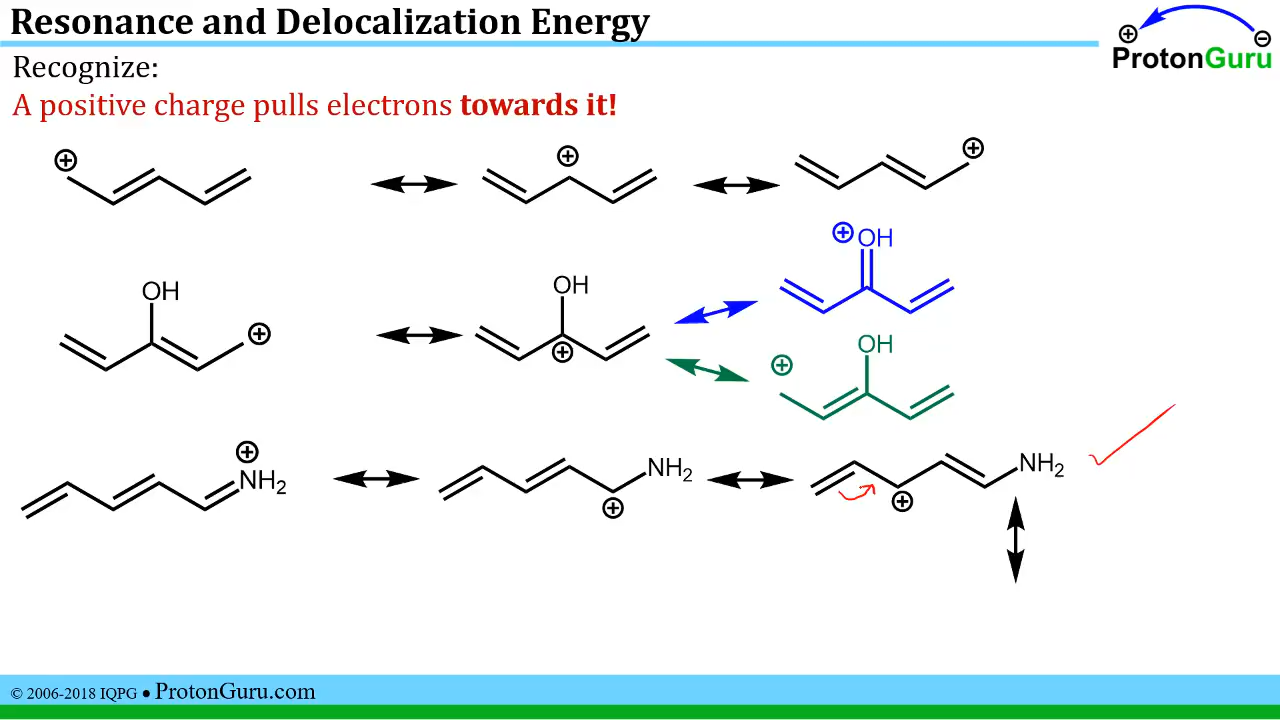 Resonance and Delocalization Energy
ProtonGuru
Recognize:
A positive charge pulls electrons towards it!
⊕OH
OH
OH
OH
NH₂
NH₂
NH₂
© 2006-2018 IQPG ● ProtonGuru.com